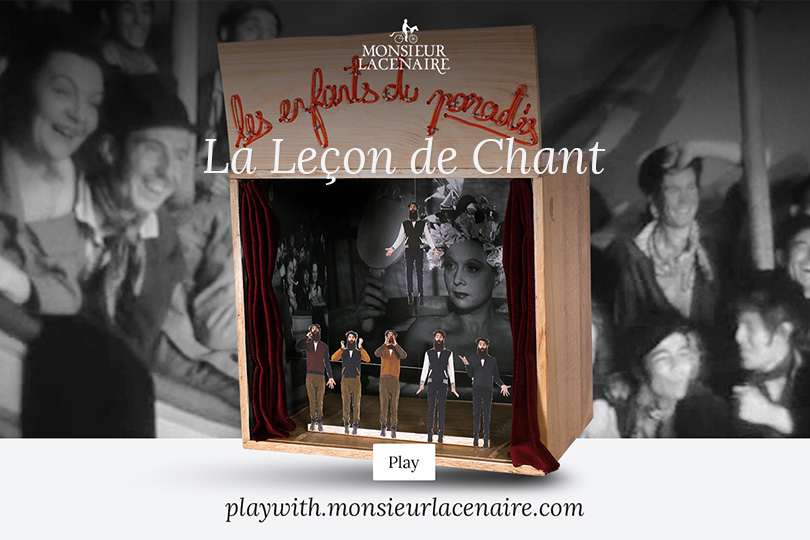 MONSIEUR
LACENAIRE
les enfants du paradis
La Leçon de Chant
Play
playwith.monsieurlacenaire.com